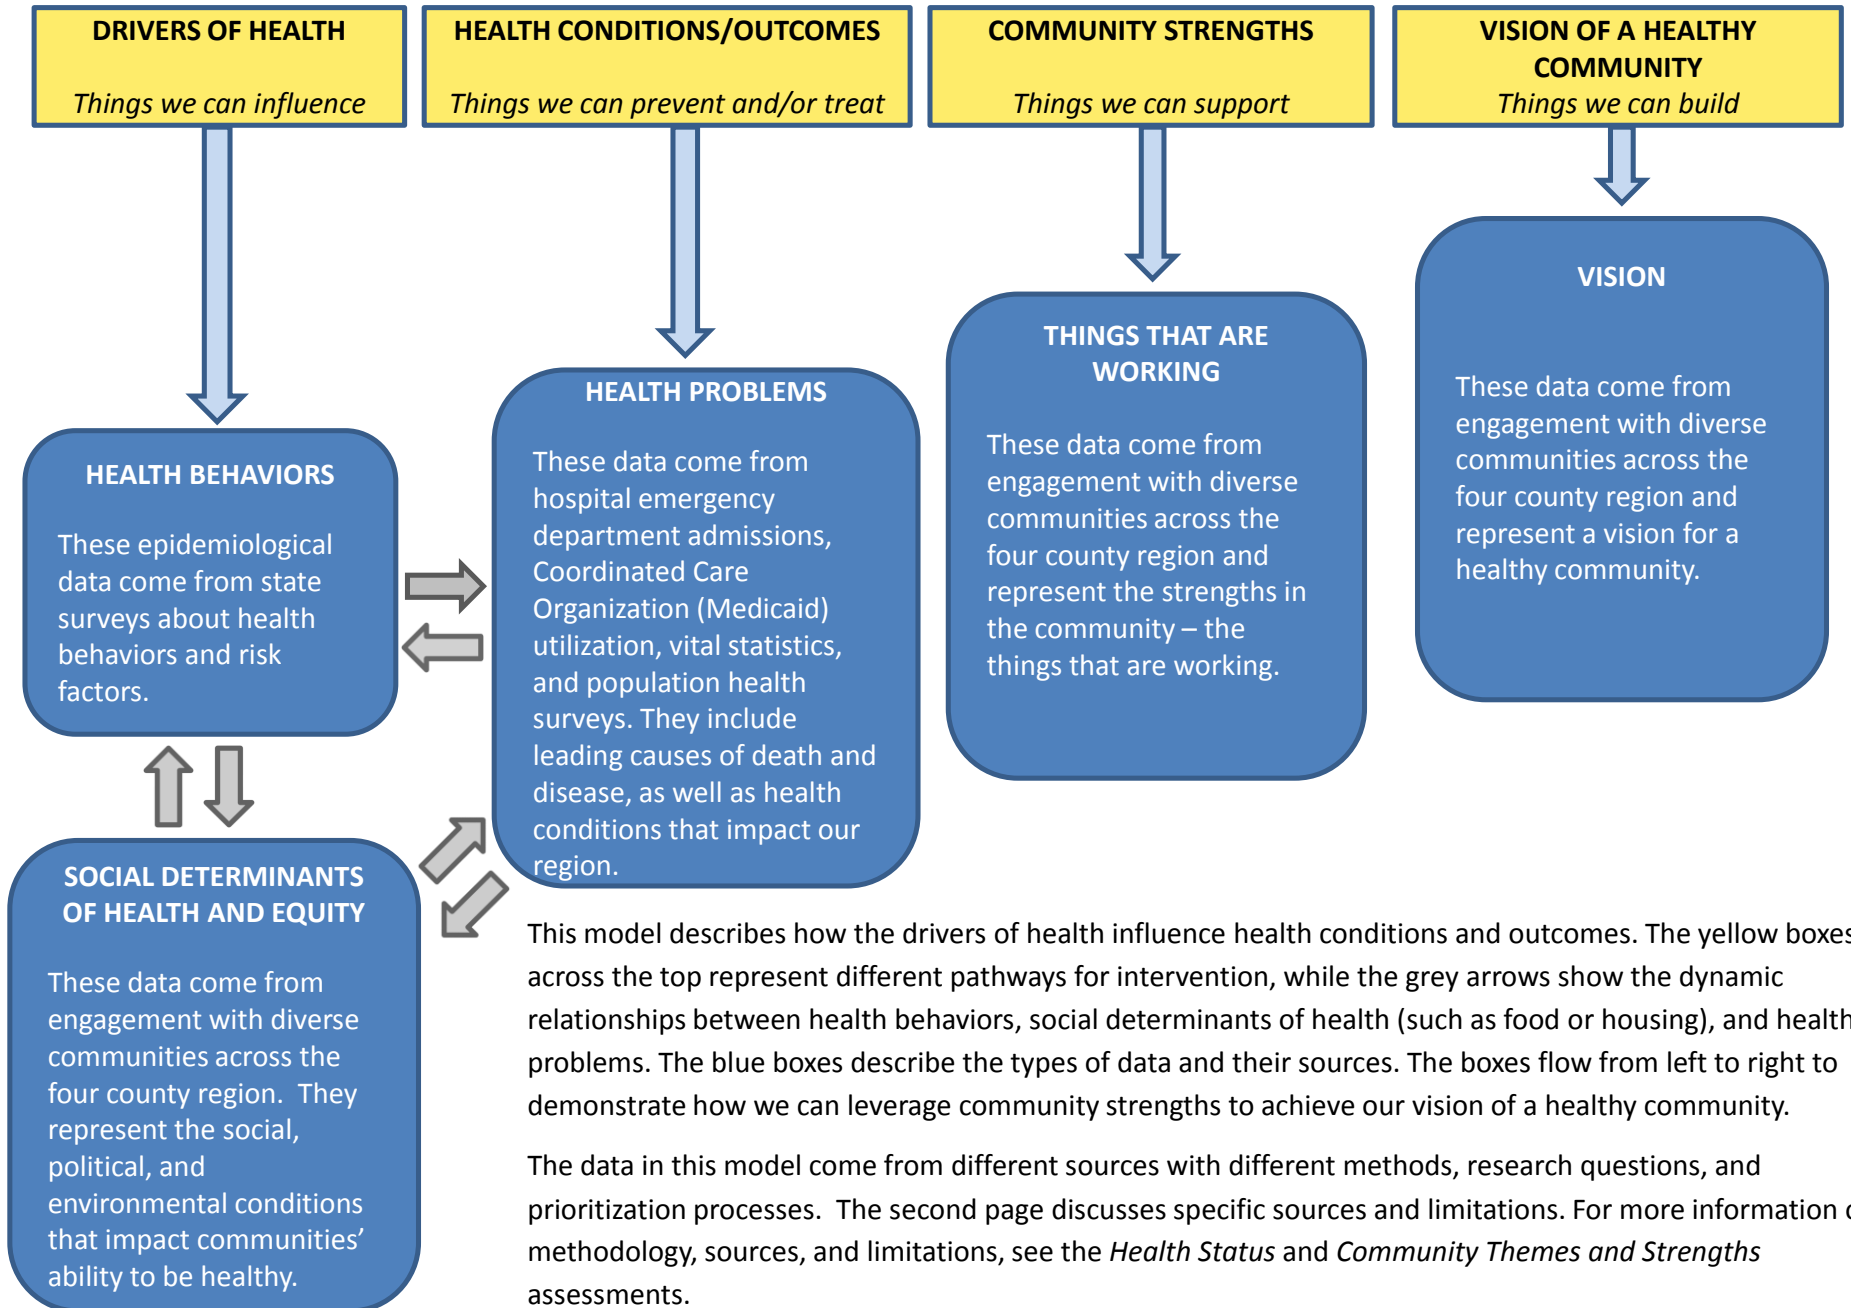 DRIVERS OF HEALTH
Things we can influence
HEALTH CONDITIONS/OUTCOMES
Things we can prevent and/or treat
COMMUNITY STRENGTHS
Things we can support
VISION OF A HEALTHY
COMMUNITY
Things we can build
HEALTH BEHAVIORS
These epidemiological
data come from state
surveys about health
behaviors and risk
factors.
SOCIAL DETERMINANTS
OF HEALTH AND EQUITY
These data come from
engagement with diverse
communities across the
four county region.  They
represent the social,
political, and
environmental conditions
that impact communities’
ability to be healthy.
HEALTH PROBLEMS
These data come from
hospital emergency
department admissions,
Coordinated Care
Organization (Medicaid)
utilization, vital statistics,
and population health
surveys. They include
leading causes of death and
disease, as well as health
conditions that impact our
region.
THINGS THAT ARE
WORKING
These data come from
engagement with diverse
communities across the
four county region and
represent the strengths in
the community – the
things that are working.
VISION
These data come from
engagement with diverse
communities across the
four county region and
represent a vision for a
healthy community.
This model describes how the drivers of health influence health conditions and outcomes. The yellow boxes
across the top represent different pathways for intervention, while the grey arrows show the dynamic
relationships between health behaviors, social determinants of health (such as food or housing), and health
problems. The blue boxes describe the types of data and their sources. The boxes flow from left to right to
demonstrate how we can leverage community strengths to achieve our vision of a healthy community.
The data in this model come from different sources with different methods, research questions, and
prioritization processes.  The second page discusses specific sources and limitations. For more information
methodology, sources, and limitations, see the Health Status and Community Themes and Strengths
assessments.